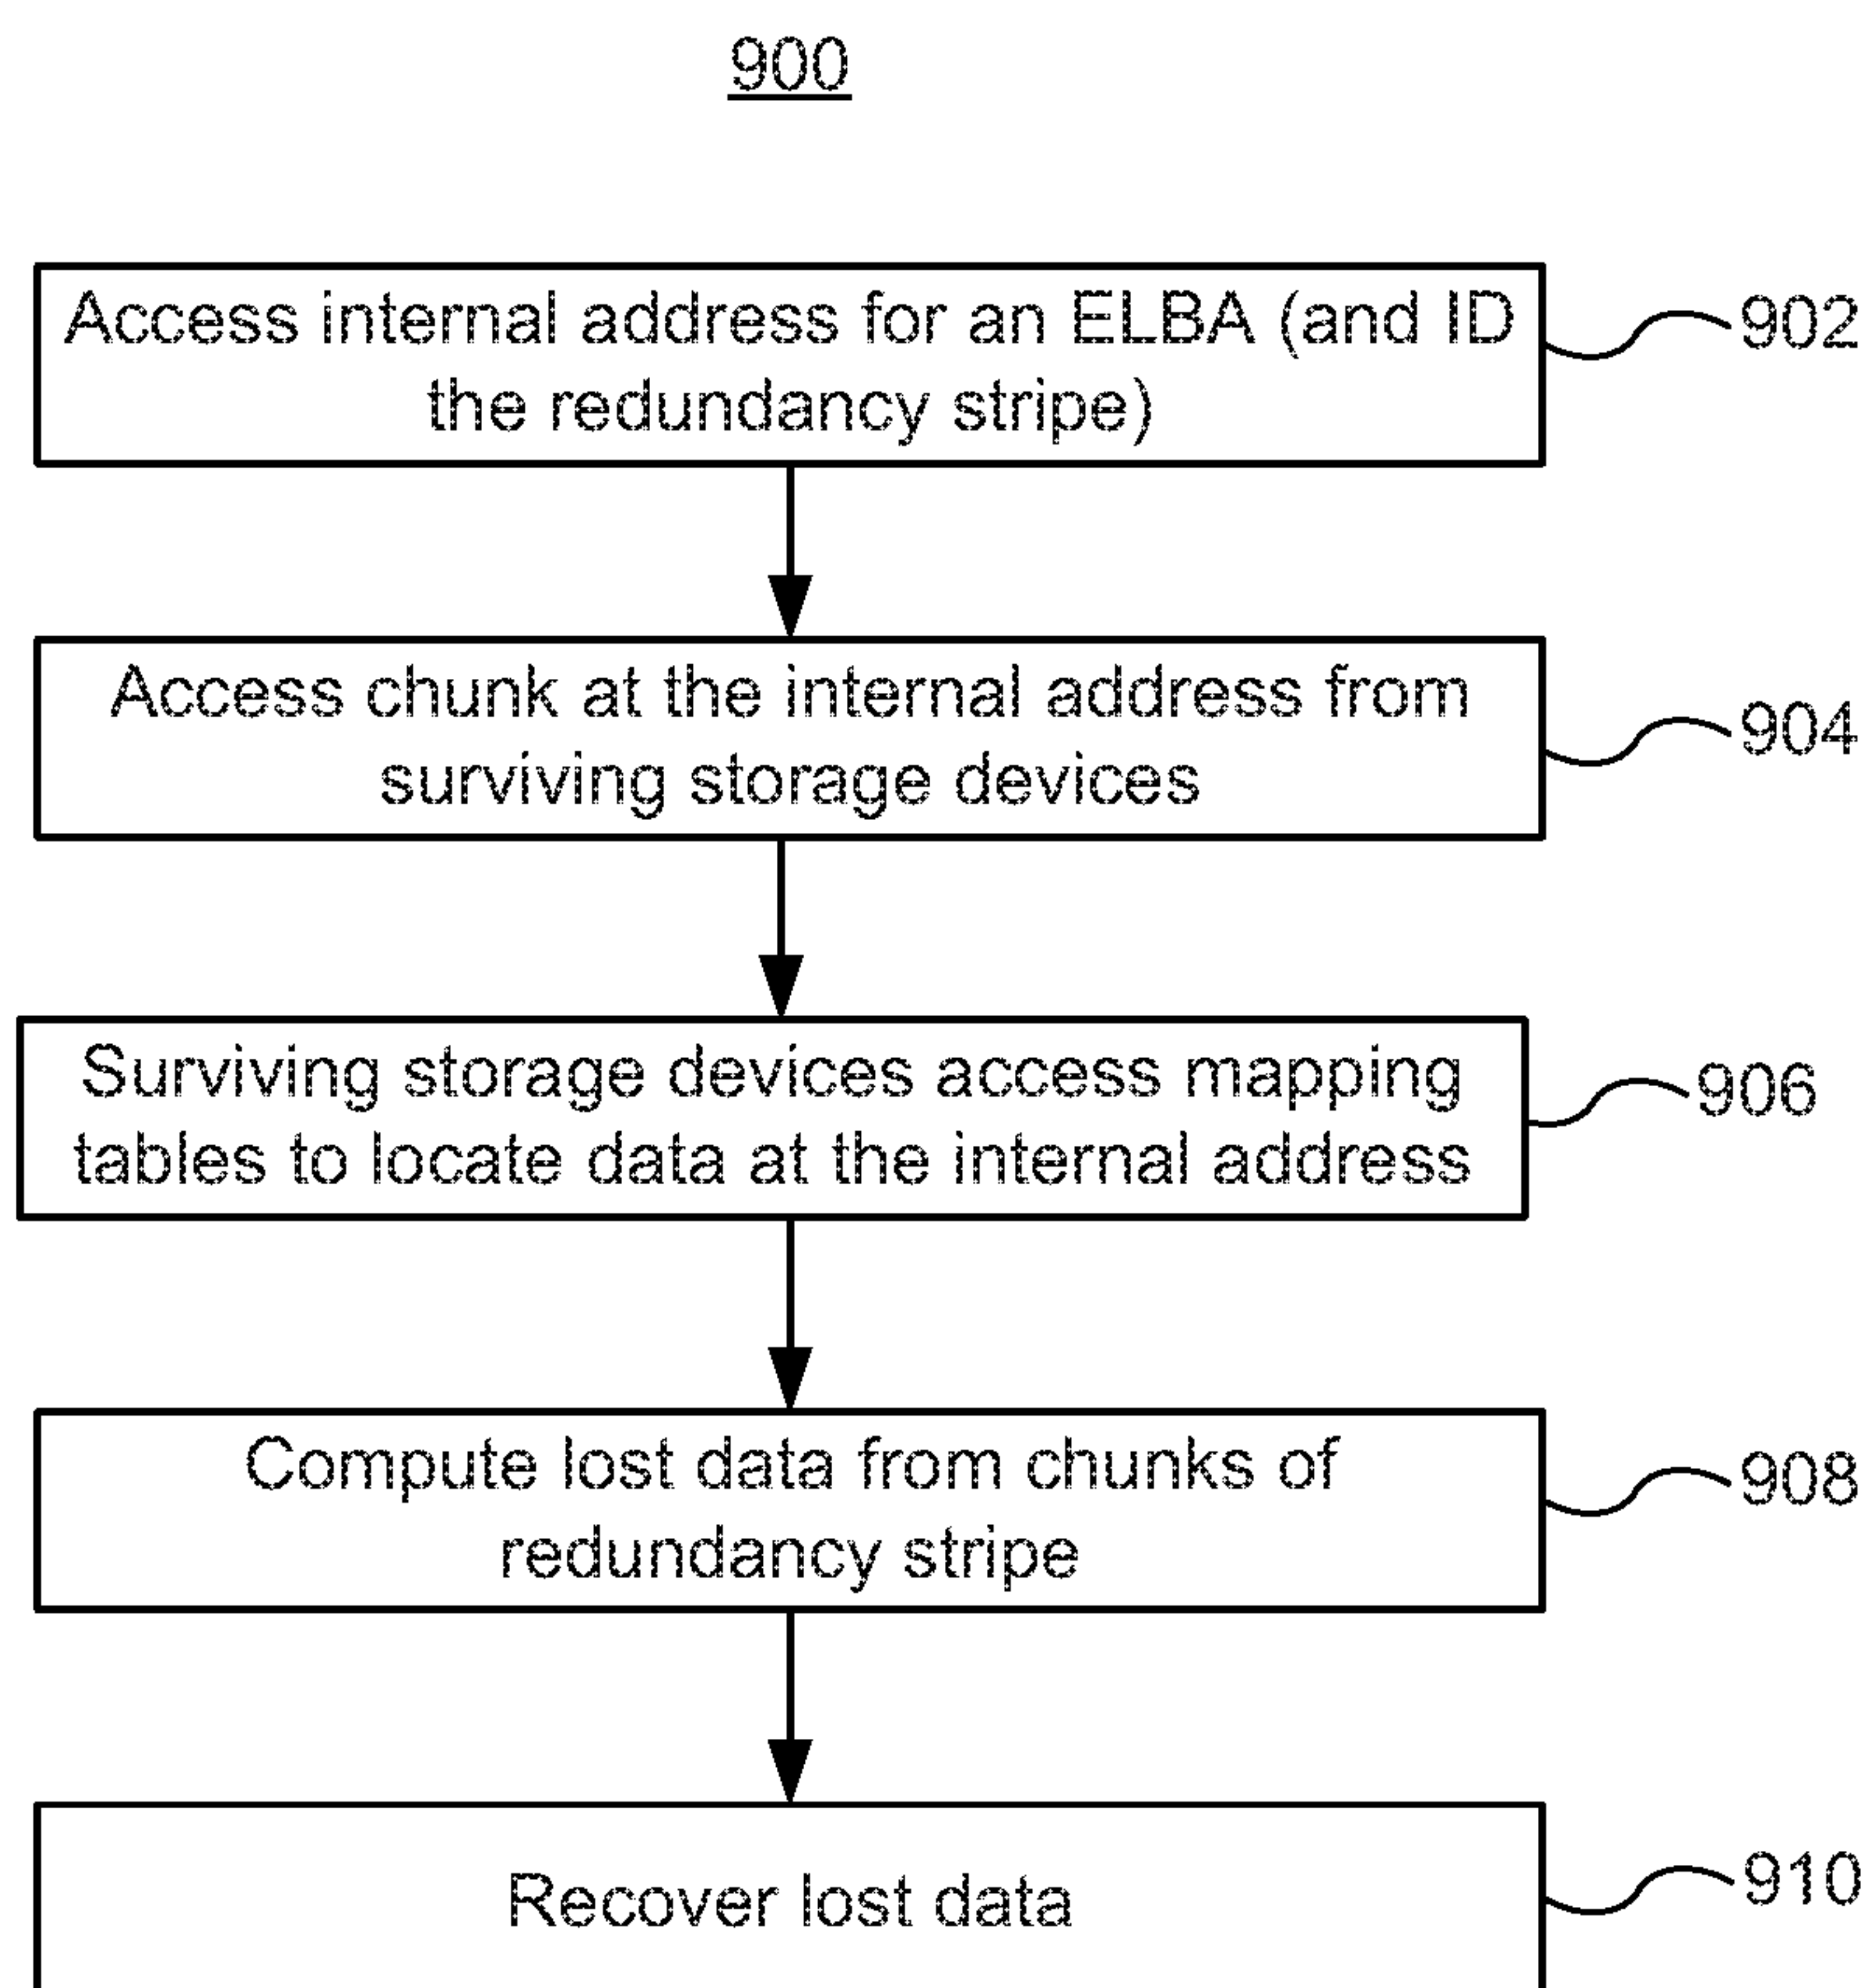 900
Access internal address for an ELBA (and ID
the redundancy stripe)
902
Access chunk at the internal address from
surviving storage devices
904
Surviving storage devices access mapping
tables to locate data at the internal address
906
Compute lost data from chunks of
redundancy stripe
908
Recover lost data
910